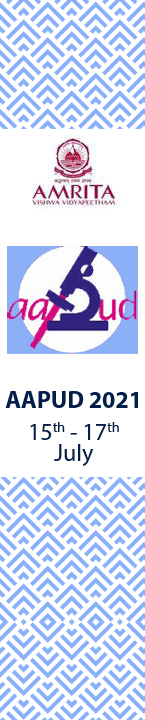 AMRITA
VISHWA VIDYAPEETHAM
aapud
AAPUD 2021
15th - 17th
July